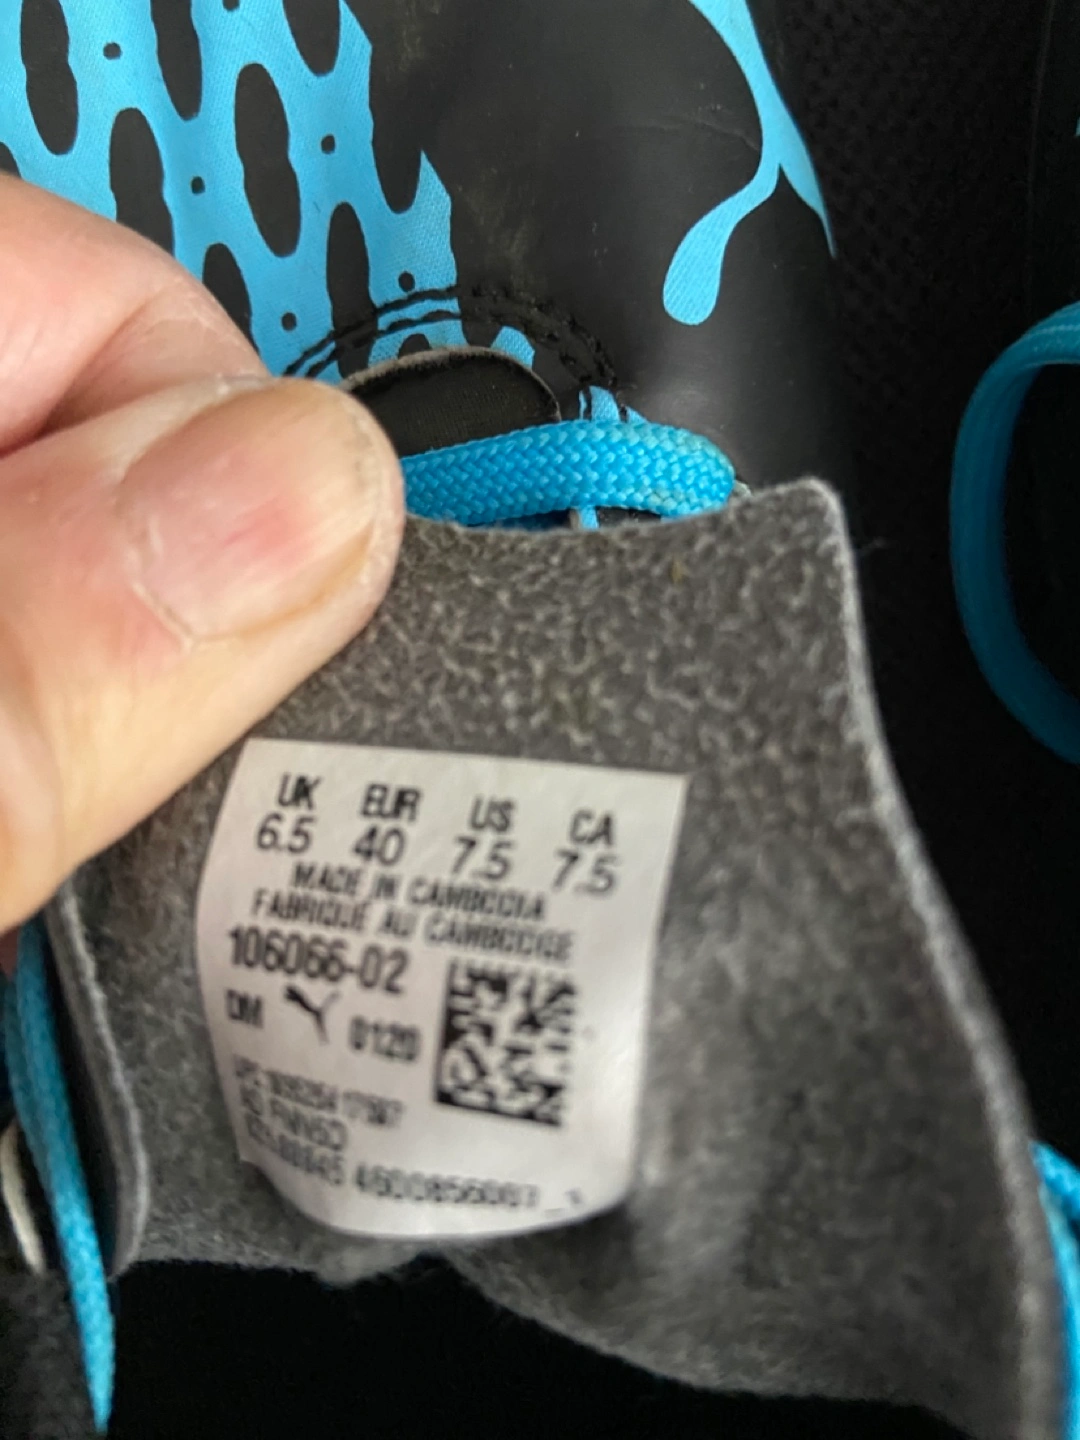 UK EUR US CA
6.5 40 7.5 7.5
MADE IN CAMBODIA
FABRIQUÉ AU CAMBODGE
106066-02
DM 0120